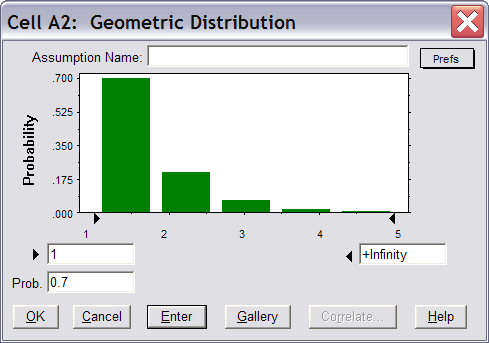 Cell A2: Geometric Distribution
Assumption Name:
Prefs
Probability
.700
.525
.350
.175
.000
1 2 3 4 5
1
+Infinity
Prob. 0.7
OK Cancel Enter Gallery Correlate... Help